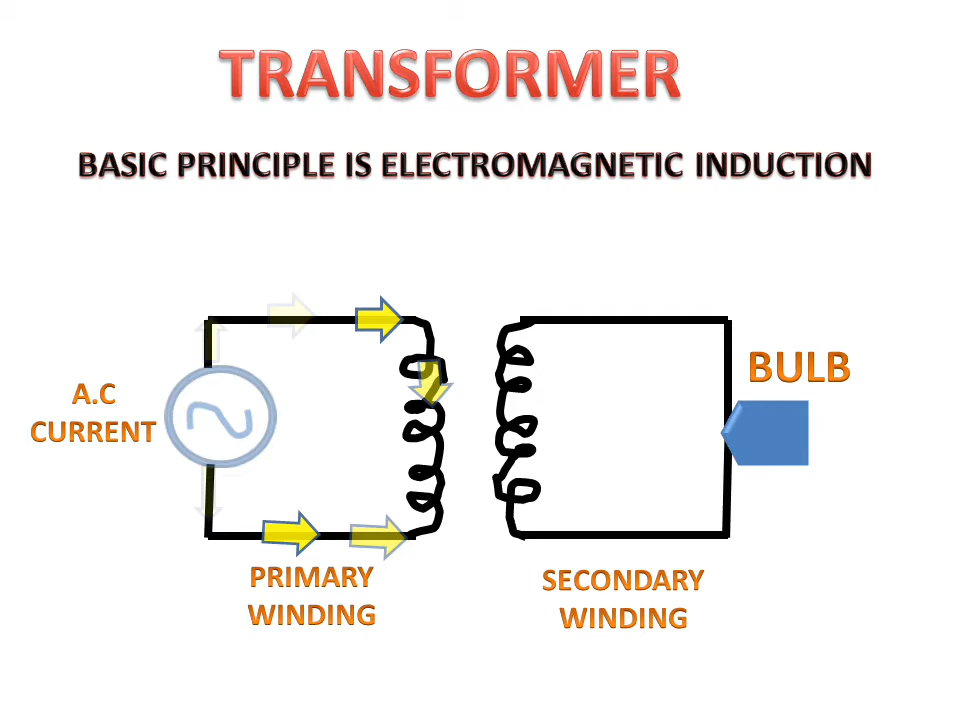 TRANSFORMER
BASIC PRINCIPLE IS ELECTROMAGNETIC INDUCTION
BULB
A.C
CURRENT
PRIMARY
WINDING
SECONDARY
WINDING